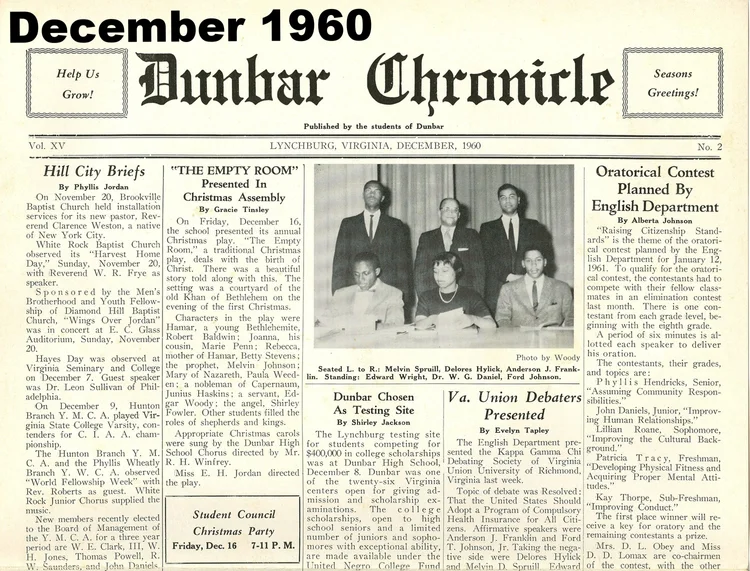 December 1960
Help Us
Grow!
Dunbar Chronicle
Seasons
Greetings!
Published by the students of Dunbar
Vol. XV
LYNCHBURG, VIRGINIA, DECEMBER, 1960
No. 2
Hill City Briefs
By Phyllis Jordan
On November 20, Brookville
Baptist Church held installation
services for its new pastor, Rev-
erend Clarence Weston, a native
of New York City.
White Rock Baptist Church
observed its "Harvest Home
Day," Sunday, November 20,
with Reverend W. R. Frye as
speaker.
Sponsored by the Men's
Brotherhood and Youth Fellow-
ship of Diamond Hill Baptist
Church, "Wings Over Jordan"
was in concert at E. C. Glass
Auditorium, Sunday, November
20.
Hayes Day was observed at
Virginia Seminary and College
on December 7. Guest speaker
was Dr. Leon Sullivan of Phil-
adelphia.
On December 9, Hunton
Branch Y. M. C. A. played Vir-
ginia State College Varsity, con-
tenders for C. I. A. A. cham-
pionship.
The Hunton Branch Y. M.
C. A. and the Phyllis Wheatly
Branch Y. W. C. A. observed
"World Fellowship Week" with
Rev. Roberts as guest. White
Rock Junior Chorus supplied the
music.
New members recently elected
to the Board of Management of
the Y. M. C. A. for a three year
period are W. E. Clark, III, W.
H. Jones, Thomas Powell, R.
W. Saunders, and John Daniels.
"THE EMPTY ROOM"
Presented In
Christmas Assembly
By Gracie Tinsley
On Friday, December 16,
the school presented its annual
Christmas play. "The Empty
Room," a traditional Christmas
play, deals with the birth of
Christ. There was a beautiful
story told along with this. The
setting was a courtyard of the
old Khan of Bethlehem on the
evening of the first Christmas.
Characters in the play were
Hamar, a young Bethlehemite,
Robert Baldwin; Joanna, his
cousin, Marie Penn; Rebecca,
mother of Hamar, Betty Stevens;
the prophet, Melvin Johnson;
Mary of Nazareth, Paula Weed-
en; a nobleman of Capernaum,
Junius Haskins; a servant, Ed-
gar Woody; the angel, Shirley
Fowler. Other students filled the
roles of shepherds and kings.
Appropriate Christmas carols
were sung by the Dunbar High
School Chorus directed by Mr.
R. H. Winfrey.
Miss E. H. Jordan directed
the play.
Student Council
Christmas Party
Friday, Dec. 16 7-11 P. M.
Photo by Woody
Seated L. to R.: Melvin Spruill, Delores Hylick, Anderson J. Frank-
lin. Standing: Edward Wright, Dr. W. G. Daniel, Ford Johnson.
Dunbar Chosen
As Testing Site
By Shirley Jackson
The Lynchburg testing site
for students competing for
$400,000 in college scholarships
was at Dunbar High School,
December 8. Dunbar was one
of the twenty-six Virginia
centers open for giving ad-
mission and scholarship ex-
aminations. The college
scholarships, open to high
school seniors and a limited
number of juniors and sopho-
mores with exceptional ability,
are made available under the
United Negro College Fund
Va. Union Debaters
Presented
By Evelyn Tapley
The English Department pre-
sented the Kappa Gamma Chi
Debating Society of Virginia
Union University of Richmond,
Virginia last week.
Topic of debate was Resolved:
That the United States Should
Adopt a Program of Compulsory
Health Insurance for All Citi-
zens. Affirmative speakers were
Anderson J. Franklin and Ford
T. Johnson, Jr. Taking the nega-
tive side were Delores Hylick
and Melvin D. Spruill. Edward
Oratorical Contest
Planned By
English Department
By Alberta Johnson
"Raising Citizenship Stand-
ards" is the theme of the oratori-
cal contest planned by the Eng-
lish Department for January 12,
1961. To qualify for the oratori-
cal contest, the contestants had to
compete with their fellow class-
mates in an elimination contest
last month. There is one con-
testant from each grade level, be-
ginning with the eighth grade.
A period of six minutes is al-
lotted each speaker to deliver
his oration.
The contestants, their grades,
and topics are:
Phyllis Hendricks, Senior,
"Assuming Community Respon-
sibilities."
John Daniels, Junior, "Improv-
ing Human Relationships."
Lillian Roane, Sophomore,
"Improving the Cultural Back-
ground."
Patricia Tracy, Freshman,
"Developing Physical Fitness and
Acquiring Proper Mental Atti-
tudes."
Kay Thorpe, Sub-Freshman,
"Improving Conduct."
The first place winner will re-
ceive a key for oratory and the
remaining contestants a prize.
Mrs. D. L. Obey and Miss
D. D. Lomax are co-chairmen
of the contest, with the other